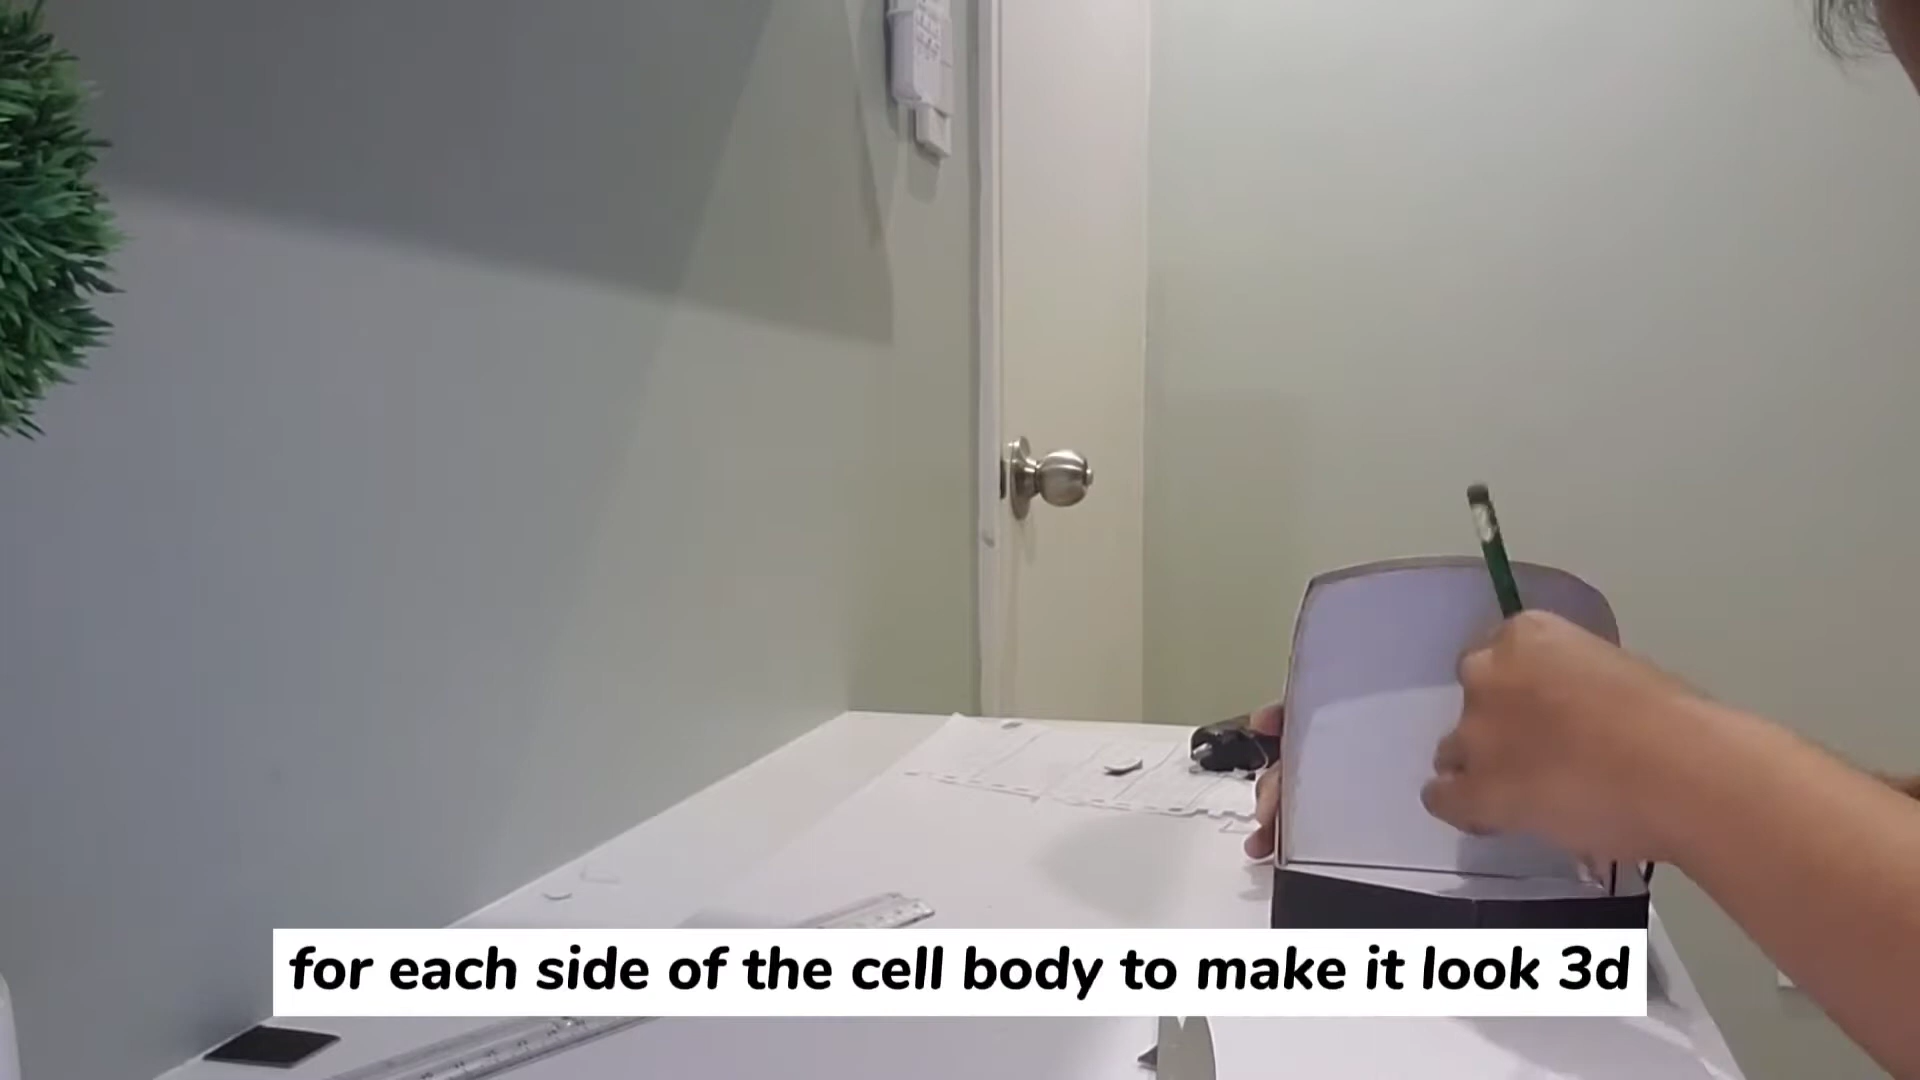 for each side of the cell body to make it look 3d